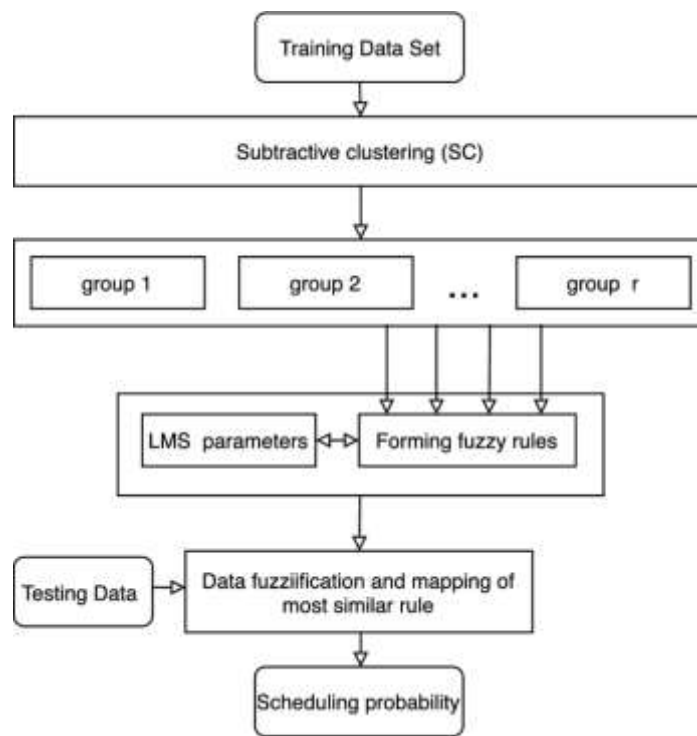 Training Data Set
Subtractive clustering (SC)
group 1
group 2
...
group r
LMS parameters
Forming fuzzy rules
Testing Data
Data fuzziification and mapping of
most similar rule
Scheduling probability